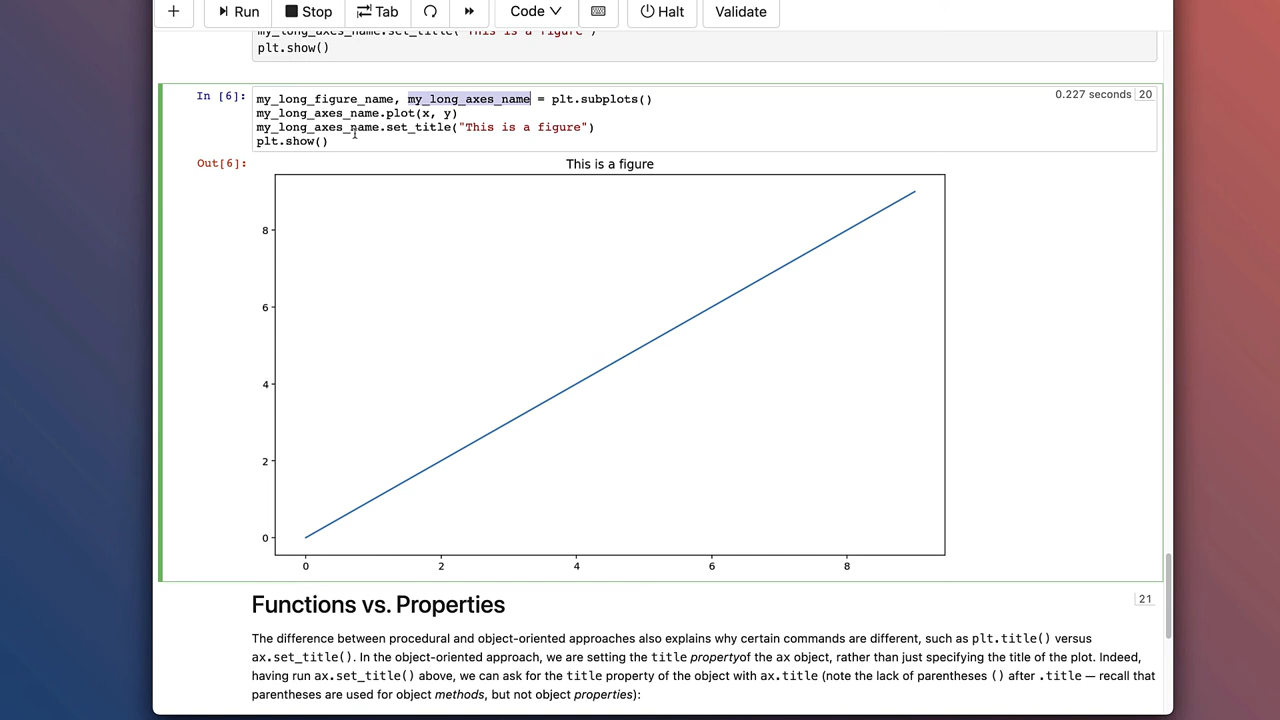 + Run Stop Tab Code Halt Validate
my_long_axes_name.set_title("This is a figure")
plt.show()
In [6]: my_long_figure_name, my_long_axes_name = plt.subplots() 0.227 seconds 20
my_long_axes_name.plot(x, y)
my_long_axes_name.set_title("This is a figure")
plt.show()
Out[6]: This is a figure
8
6
4
2
0
0 2 4 6 8
Functions vs. Properties 21
The difference between procedural and object-oriented approaches also explains why certain commands are different, such as plt.title() versus
ax.set_title(). In the object-oriented approach, we are setting the title propertyof the ax object, rather than just specifying the title of the plot. Indeed,
having run ax.set_title() above, we can ask for the title property of the object with ax.title (note the lack of parentheses () after .title — recall that
parentheses are used for object methods, but not object properties):